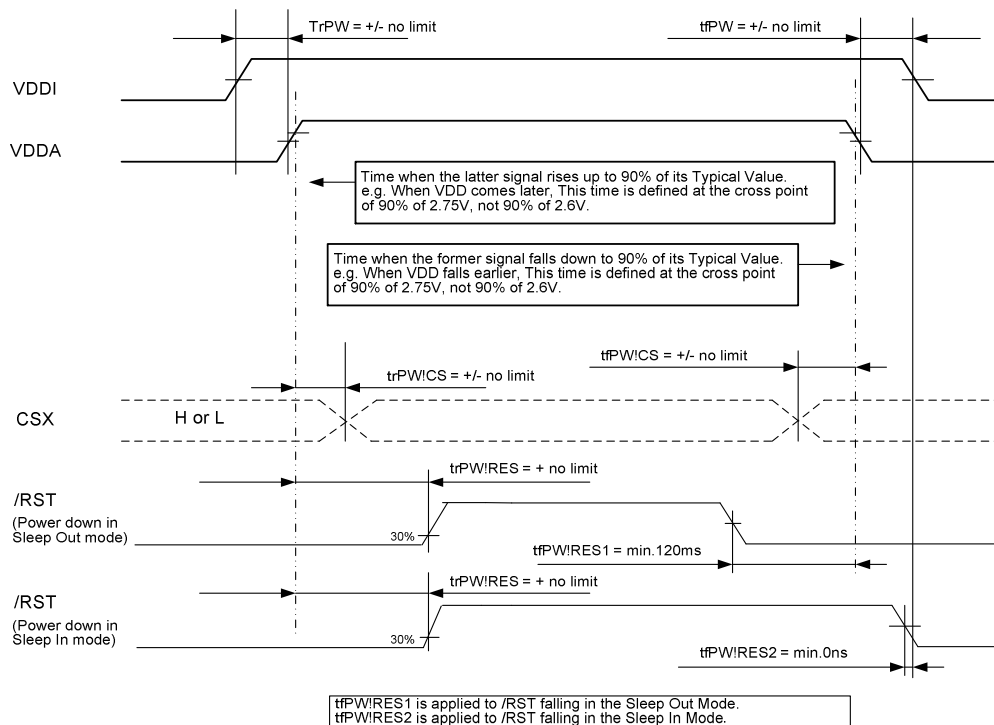 TrPW = +/- no limit
tfPW = +/- no limit
VDDI
VDDA
Time when the latter signal rises up to 90% of its Typical Value.
e.g. When VDD comes later, This time is defined at the cross point
of 90% of 2.75V, not 90% of 2.6V.
Time when the former signal falls down to 90% of its Typical Value.
e.g. When VDD falls earlier, This time is defined at the cross point
of 90% of 2.75V, not 90% of 2.6V.
tfPW!CS = +/- no limit
trPW!CS = +/- no limit
CSX
H or L
trPW!RES = + no limit
/RST
(Power down in
Sleep Out mode)
30%
tfPW!RES1 = min.120ms
trPW!RES = + no limit
/RST
(Power down in
Sleep In mode)
30%
tfPW!RES2 = min.0ns
tfPW!RES1 is applied to /RST falling in the Sleep Out Mode.
tfPW!RES2 is applied to /RST falling in the Sleep In Mode.